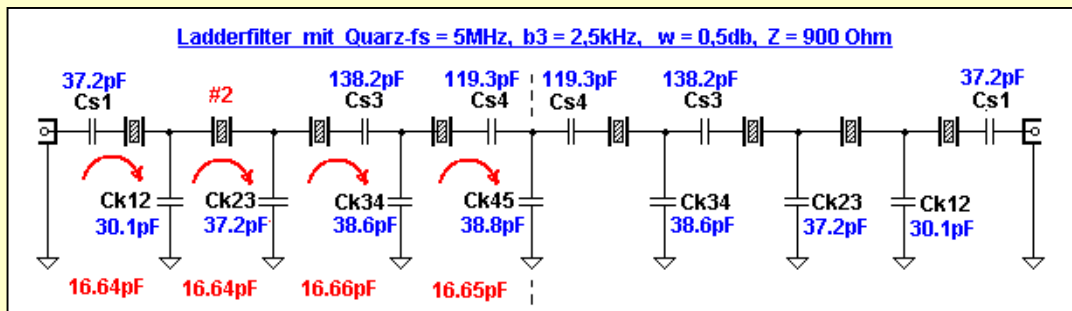 Ladderfilter mit Quarz-fs = 5MHz, b3 = 2,5kHz, w = 0,5db, Z = 900 Ohm
37.2pF 138.2pF 119.3pF 119.3pF 138.2pF 37.2pF
Cs1 #2 Cs3 Cs4 Cs4 Cs3 Cs1
Ck12 Ck23 Ck34 Ck45 Ck34 Ck23 Ck12
30.1pF 37.2pF 38.6pF 38.8pF 38.6pF 37.2pF 30.1pF
16.64pF 16.64pF 16.66pF 16.65pF